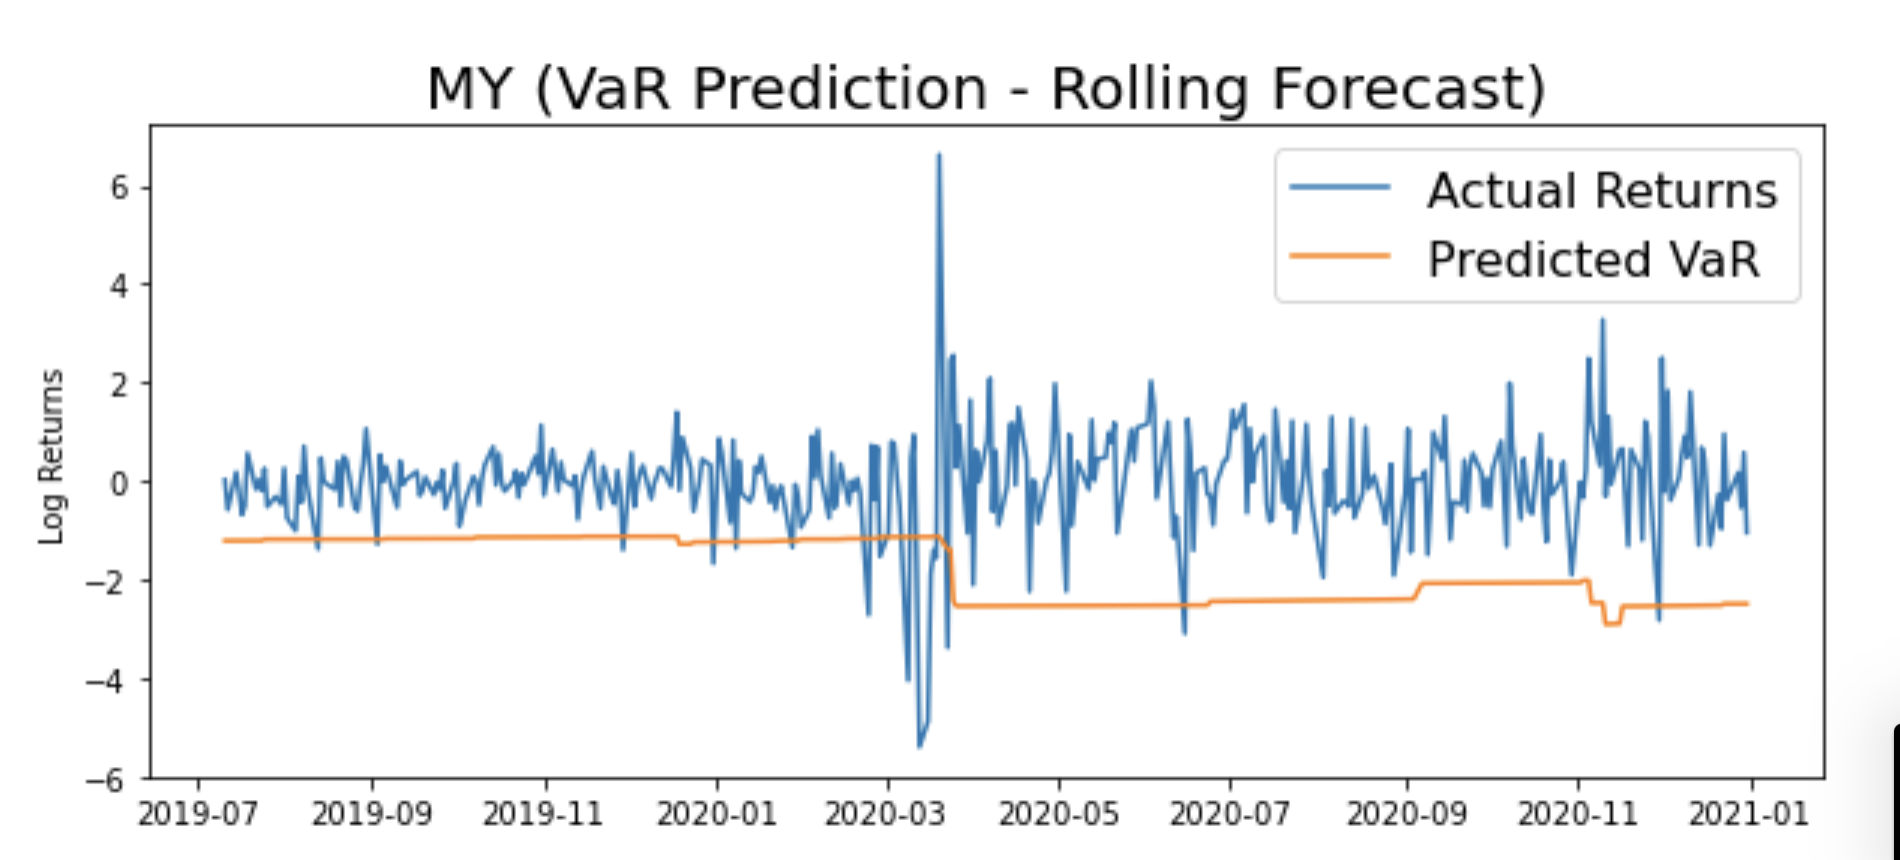 MY (VaR Prediction - Rolling Forecast)
Actual Returns
Predicted VaR
Log Returns
6
4
2
0
−2
−4
−6
2019-07 2019-09 2019-11 2020-01 2020-03 2020-05 2020-07 2020-09 2020-11 2021-01